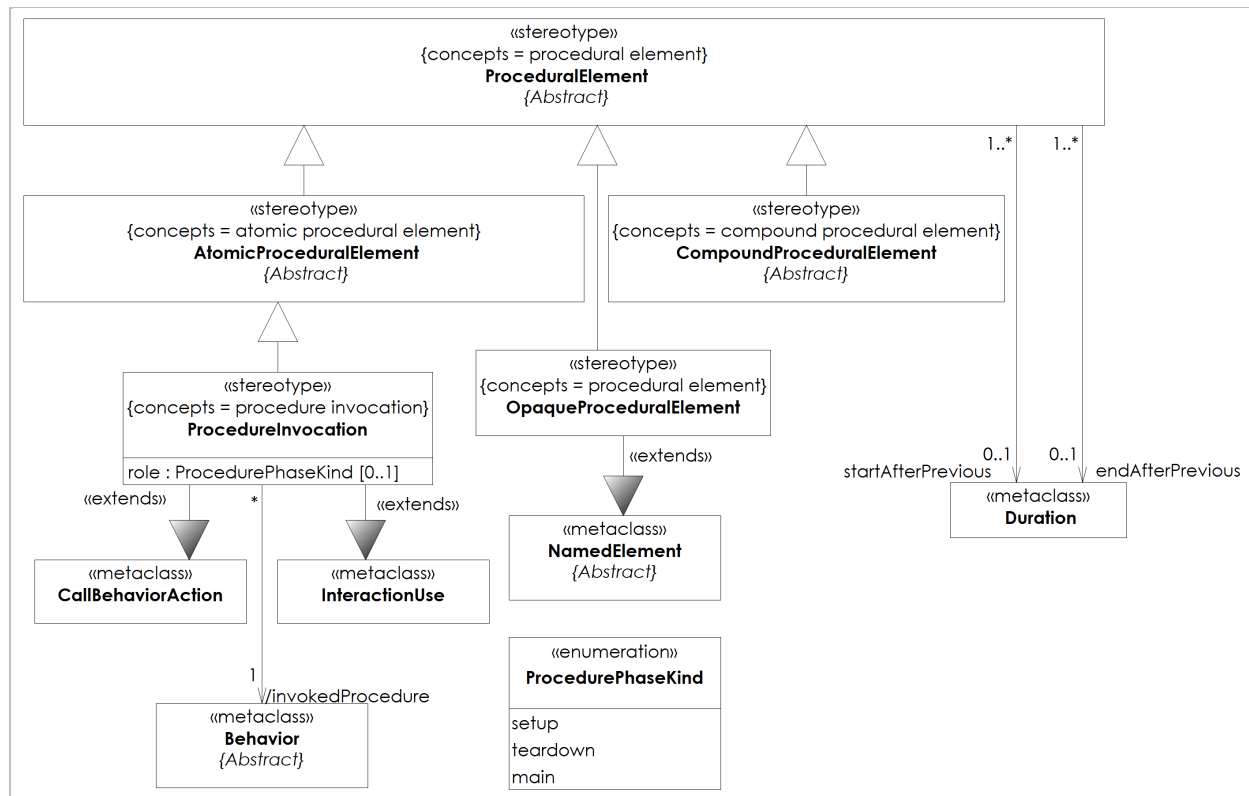 «stereotype»
{concepts = procedural element}
ProceduralElement
{Abstract}
1..*
1..*
«stereotype»
{concepts = atomic procedural element}
AtomicProceduralElement
{Abstract}
«stereotype»
{concepts = compound procedural element}
CompoundProceduralElement
{Abstract}
«stereotype»
{concepts = procedure invocation}
ProcedureInvocation
role : ProcedurePhaseKind [0..1]
«stereotype»
{concepts = procedural element}
OpaqueProceduralElement
«extends»
0..1
0..1
startAfterPrevious
endAfterPrevious
«extends»
*
«extends»
«metaclass»
Duration
«metaclass»
NamedElement
{Abstract}
«metaclass»
CallBehaviorAction
«metaclass»
InteractionUse
1
/invokedProcedure
«metaclass»
Behavior
{Abstract}
«enumeration»
ProcedurePhaseKind
setup
teardown
main